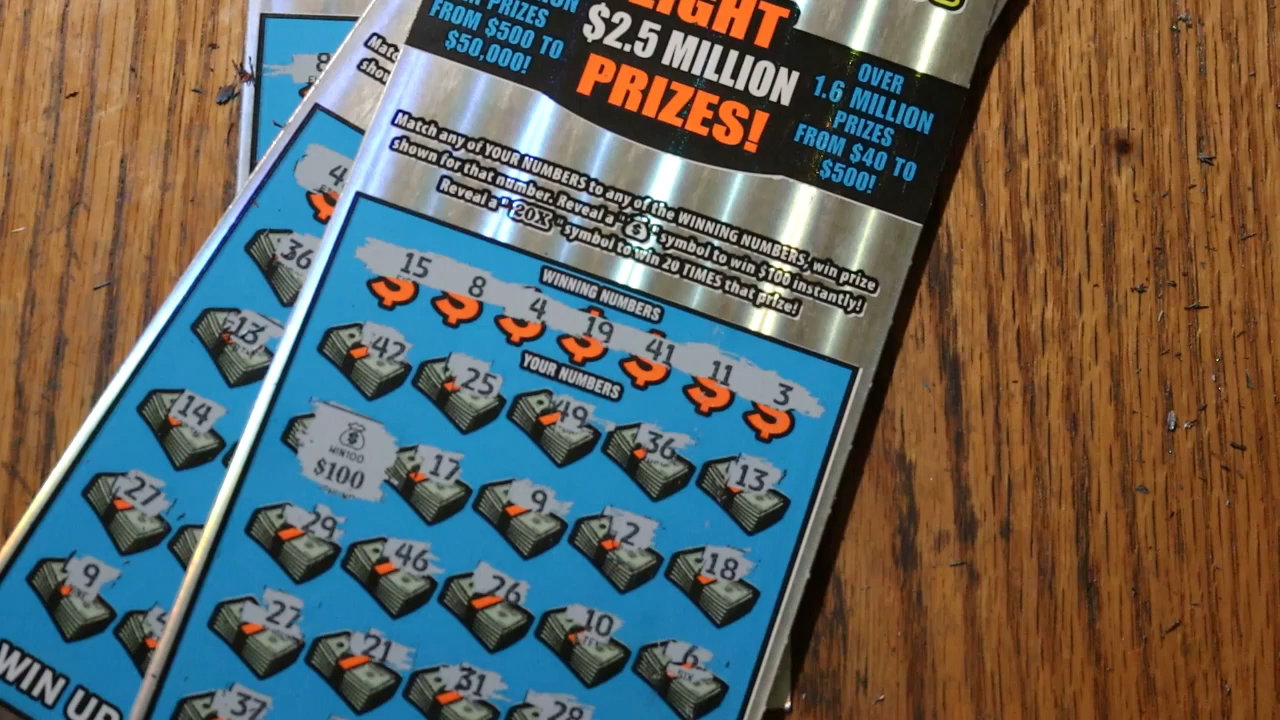 FROM $500 TO
$50,000!
$2.5 MILLION
PRIZES!
OVER
1.6 MILLION
PRIZES
FROM $40 TO
$500!
Match any of YOUR NUMBERS to any of the WINNING NUMBERS, win prize
shown for that number. Reveal a "$" symbol to win $100 instantly!
Reveal a "20X" symbol to win 20 TIMES that prize!
WINNING NUMBERS
15 8 4 19 41 11 3
YOUR NUMBERS
42 25 49 36 13
WIN100
$100
17 9 2 18
29 46 26 10 6
SIX
27 21 31 28
37
8
4
36
13
14
27
9
WIN UP